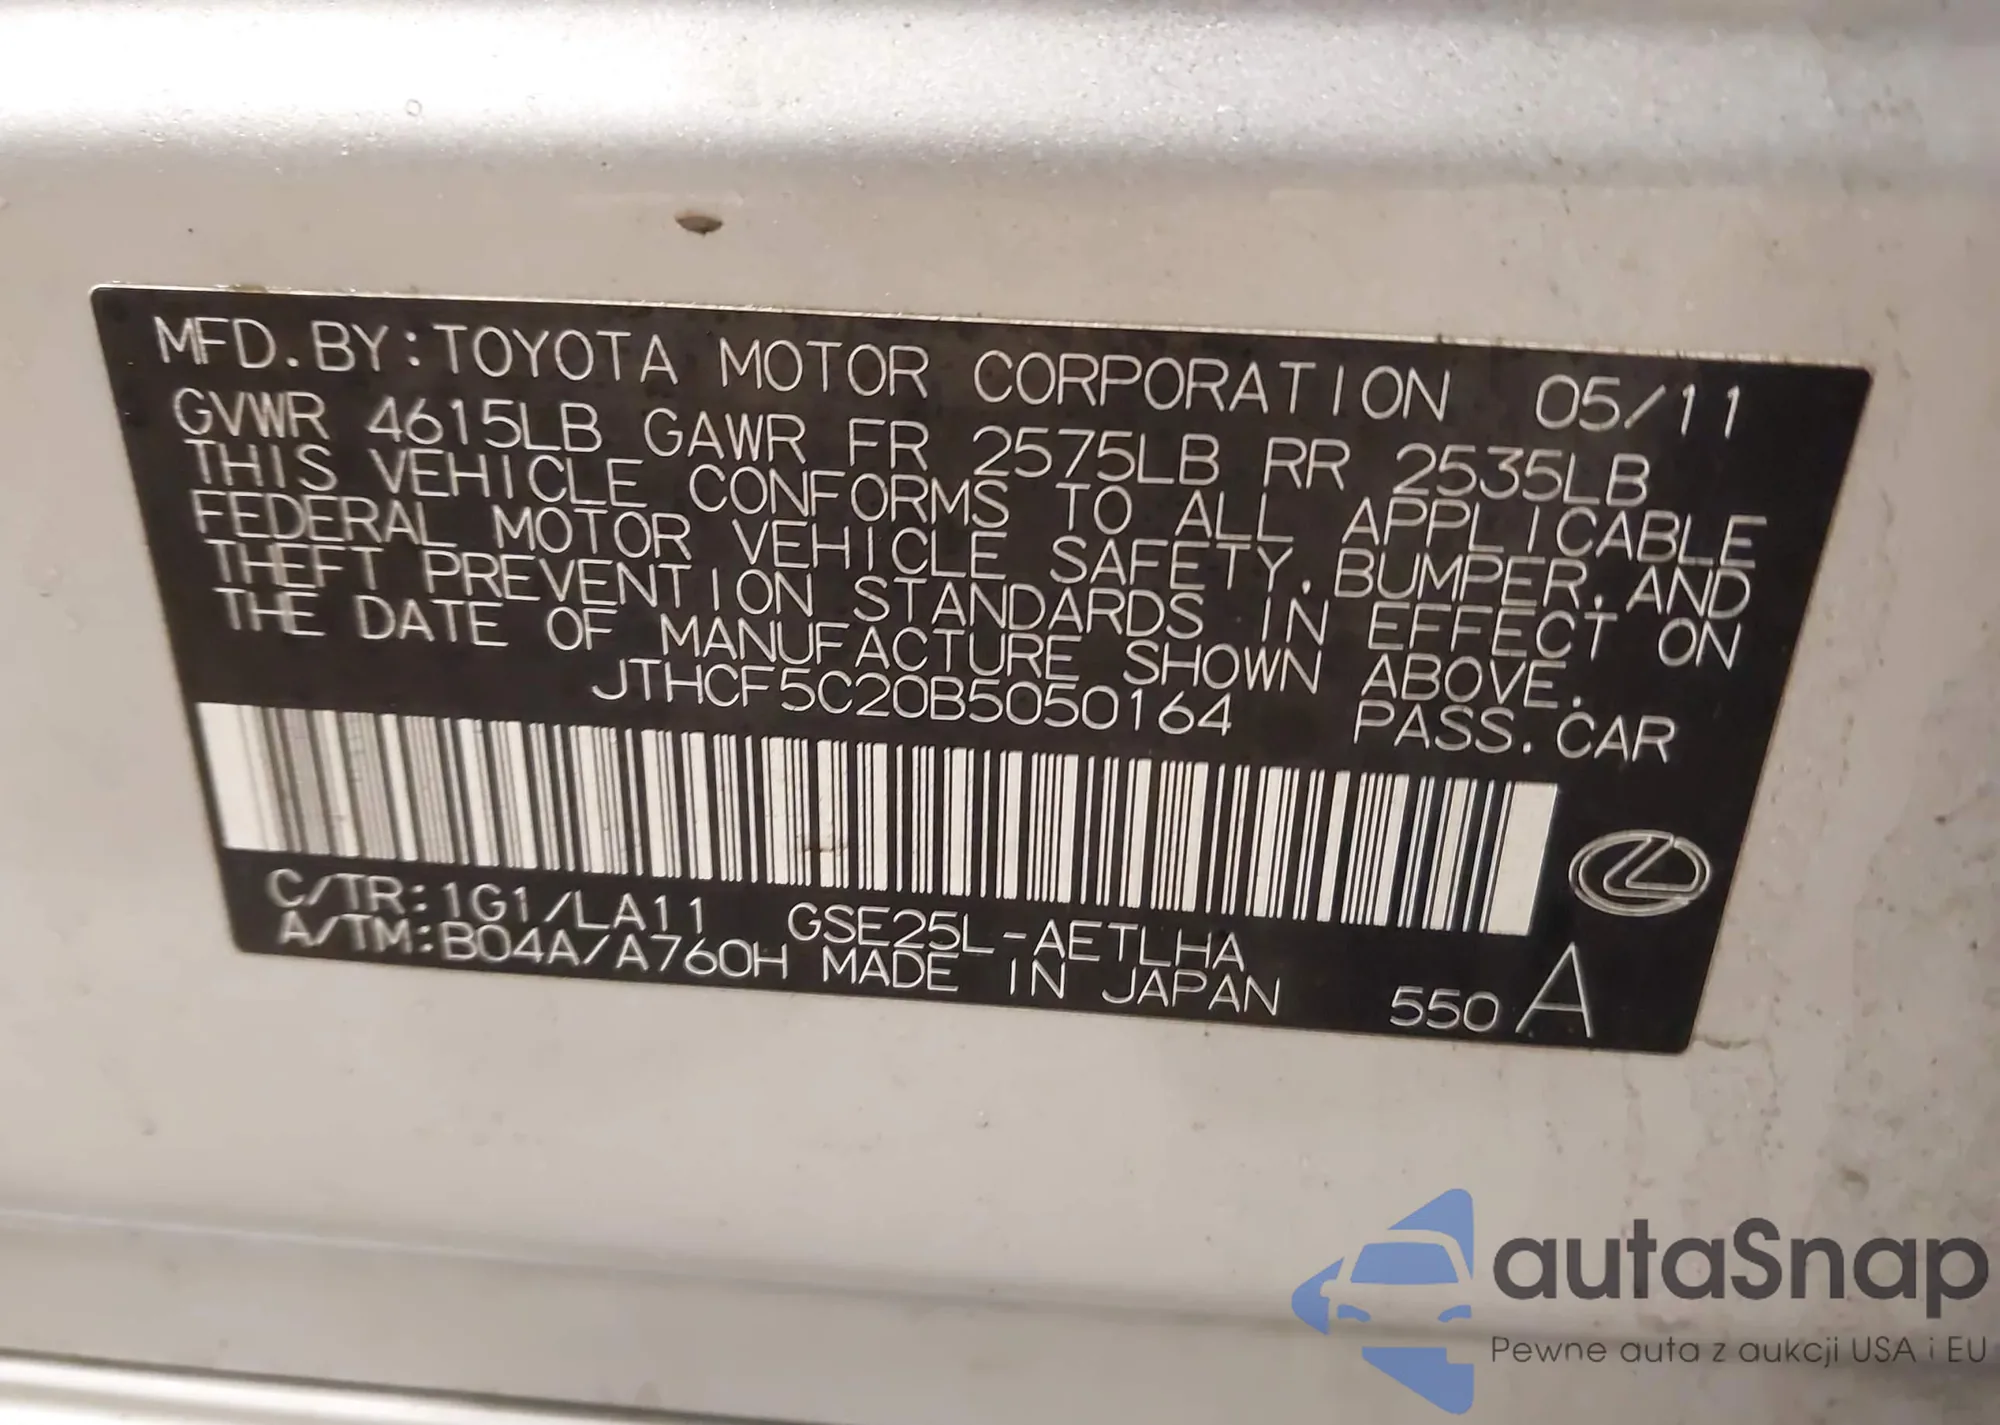 MFD. BY: TOYOTA MOTOR CORPORATION 05/11
GVWR 4615LB GAWR FR 2575LB RR 2535LB
THIS VEHICLE CONFORMS TO ALL APPLICABLE
FEDERAL MOTOR VEHICLE SAFETY, BUMPER, AND
THEFT PREVENTION STANDARDS IN EFFECT ON
THE DATE OF MANUFACTURE SHOWN ABOVE.
JTHCF5C20B5050164 PASS. CAR
C/TR: 1G1/LA11 GSE25L-AETLHA
A/TM: B04A/A760H MADE IN JAPAN 550 A
autaSnap
Pewne auta z aukcji USA i EU